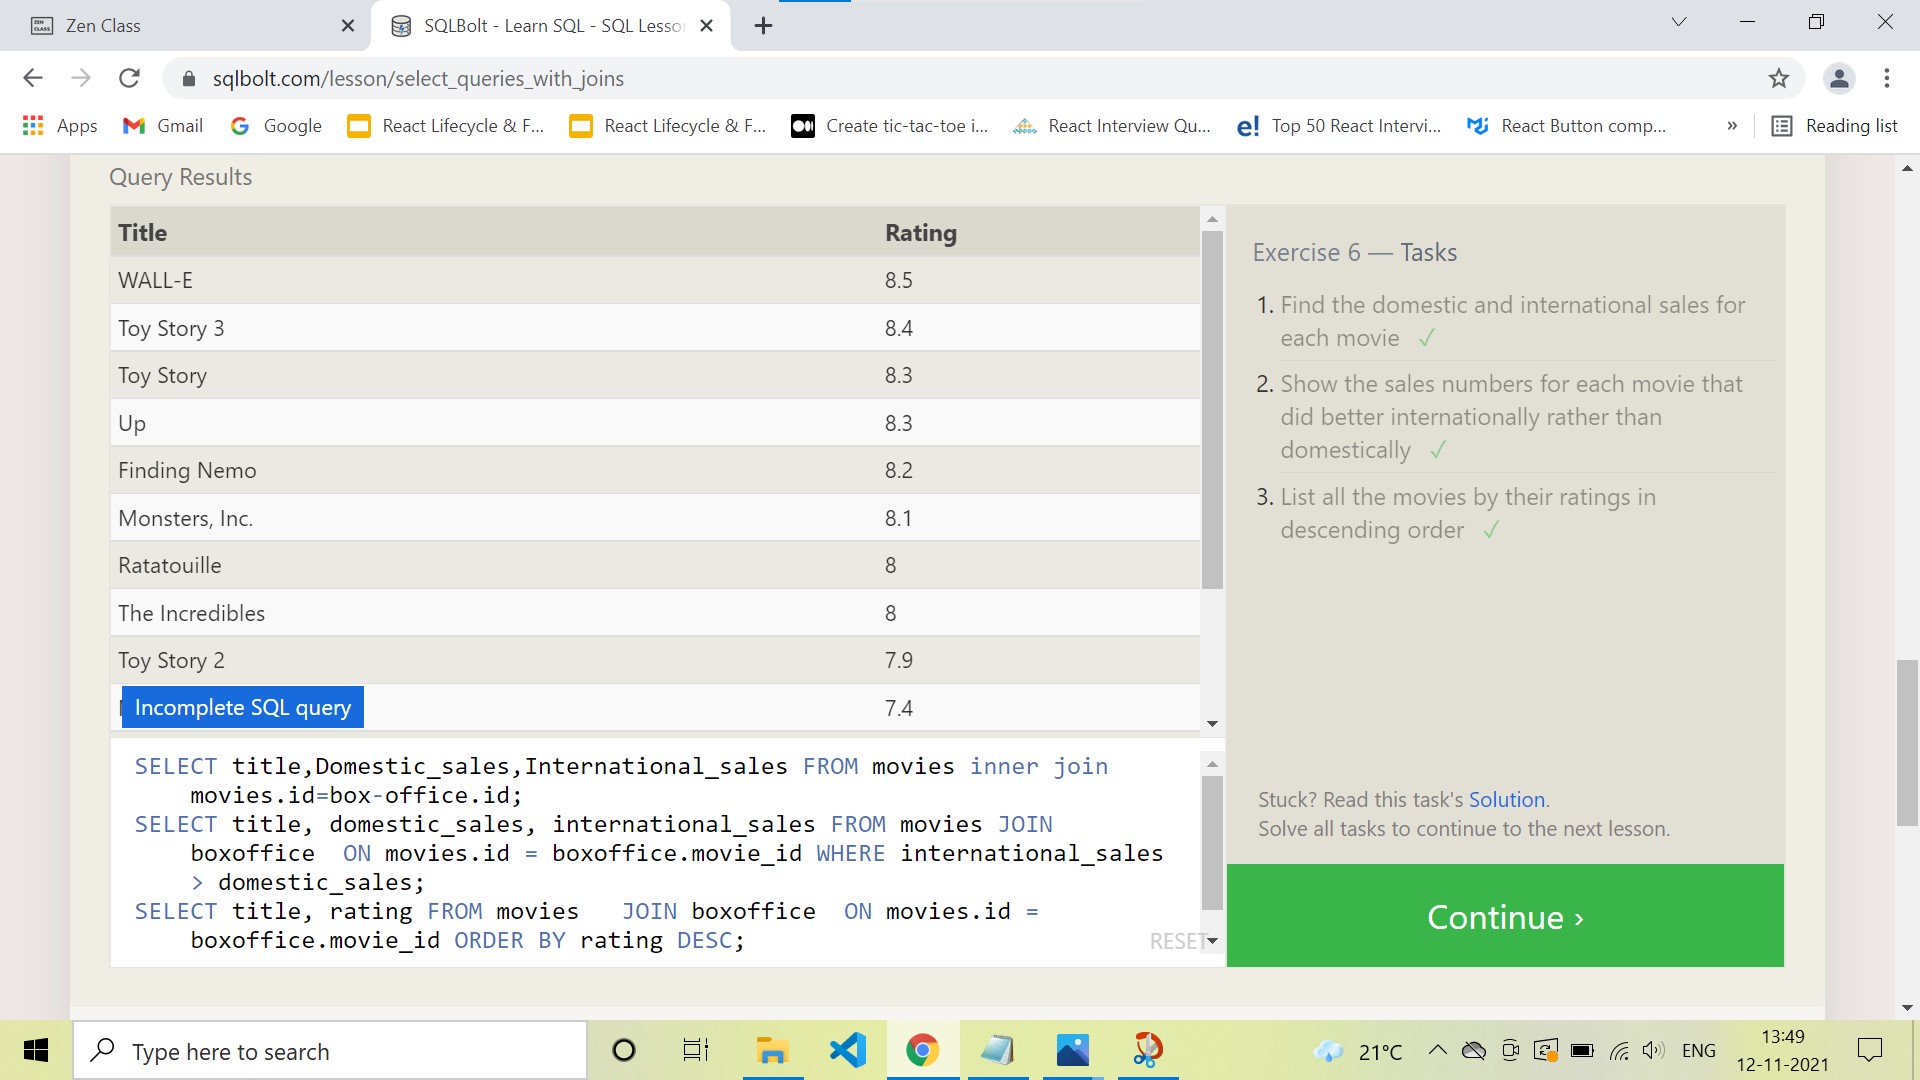 Zen Class
SQLBolt - Learn SQL - SQL Lesso
sqlbolt.com/lesson/select_queries_with_joins
Apps
Gmail
Google
React Lifecycle & F...
React Lifecycle & F...
Create tic-tac-toe i...
React Interview Qu...
e! Top 50 React Intervi...
React Button comp...
»
Reading list
Query Results
Title Rating
WALL-E 8.5
Toy Story 3 8.4
Toy Story 8.3
Up 8.3
Finding Nemo 8.2
Monsters, Inc. 8.1
Ratatouille 8
The Incredibles 8
Toy Story 2 7.9
Incomplete SQL query 7.4
SELECT title,Domestic_sales,International_sales FROM movies inner join
movies.id=box-office.id;
SELECT title, domestic_sales, international_sales FROM movies JOIN
boxoffice ON movies.id = boxoffice.movie_id WHERE international_sales
> domestic_sales;
SELECT title, rating FROM movies JOIN boxoffice ON movies.id =
boxoffice.movie_id ORDER BY rating DESC;
RESET
Exercise 6 — Tasks
1. Find the domestic and international sales for
each movie ✓
2. Show the sales numbers for each movie that
did better internationally rather than
domestically ✓
3. List all the movies by their ratings in
descending order ✓
Stuck? Read this task's Solution.
Solve all tasks to continue to the next lesson.
Continue ›
Type here to search
21°C
ENG
13:49
12-11-2021